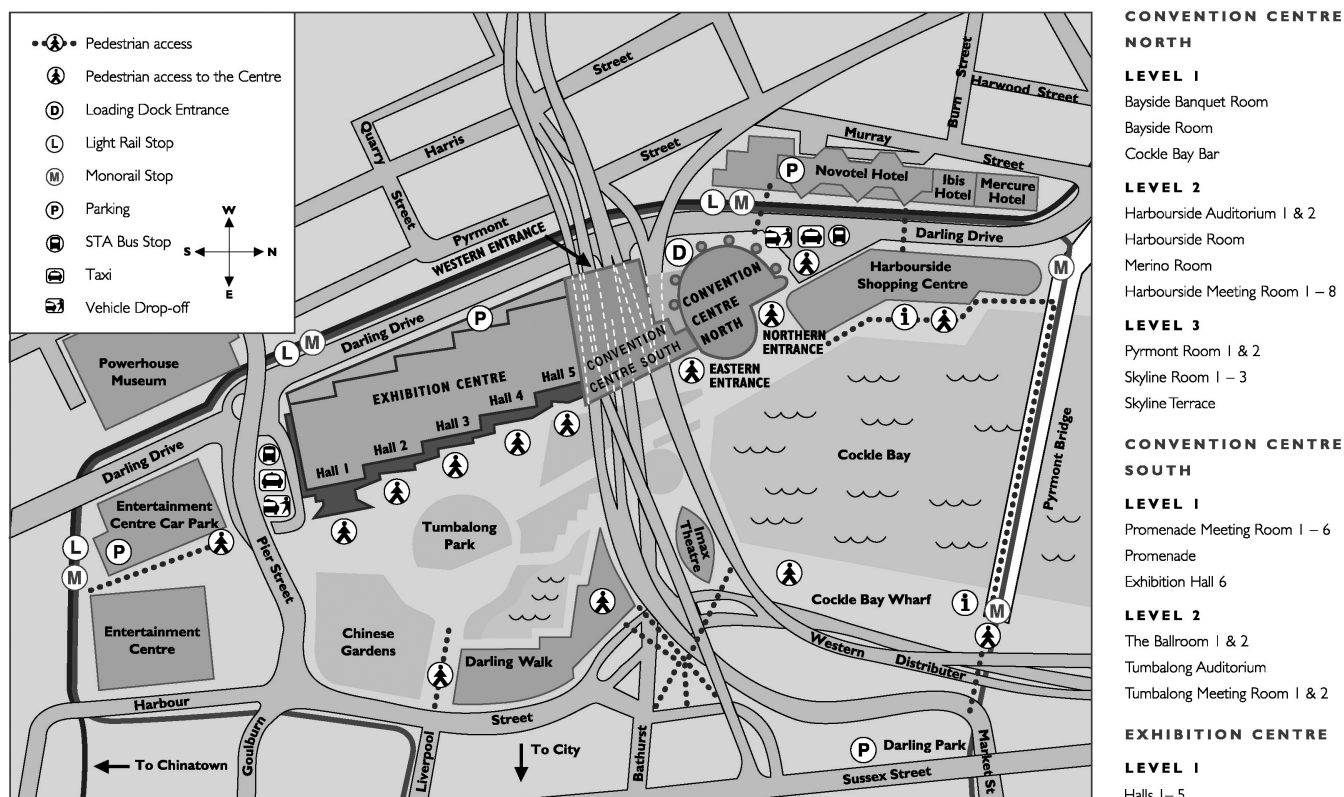 Pedestrian access
Pedestrian access to the Centre
D Loading Dock Entrance
L Light Rail Stop
M Monorail Stop
P Parking
STA Bus Stop
Taxi
Vehicle Drop-off
W
S
N
E
Quarry
Street
Harris
Street
Pyrmont
Street
Burn Street
Harwood Street
Murray
Street
P
Novotel Hotel
Ibis
Hotel
Mercure
Hotel
L M
WESTERN ENTRANCE
D
Darling Drive
M
CONVENTION
CENTRE
NORTH
Harbourside
Shopping Centre
i
NORTHERN
ENTRANCE
EASTERN
ENTRANCE
CONVENTION
CENTRE SOUTH
Darling Drive
P
L M
Powerhouse
Museum
EXHIBITION CENTRE
Hall 1
Hall 2
Hall 3
Hall 4
Hall 5
Darling Drive
Entertainment
Centre Car Park
P
L
M
Pier Street
Tumbalong
Park
Imax
Theatre
Cockle Bay
Pyrmont Bridge
Cockle Bay Wharf
i
M
Entertainment
Centre
Chinese
Gardens
Darling Walk
Western Distributer
Harbour
Street
Goulburn
Liverpool
Bathurst
To Chinatown
To City
P Darling Park
Sussex Street
Market St
CONVENTION CENTRE
NORTH
LEVEL 1
Bayside Banquet Room
Bayside Room
Cockle Bay Bar
LEVEL 2
Harbourside Auditorium 1 & 2
Harbourside Room
Merino Room
Harbourside Meeting Room 1 – 8
LEVEL 3
Pyrmont Room 1 & 2
Skyline Room 1 – 3
Skyline Terrace
CONVENTION CENTRE
SOUTH
LEVEL 1
Promenade Meeting Room 1 – 6
Promenade
Exhibition Hall 6
LEVEL 2
The Ballroom 1 & 2
Tumbalong Auditorium
Tumbalong Meeting Room 1 & 2
EXHIBITION CENTRE
LEVEL 1
Halls 1– 5